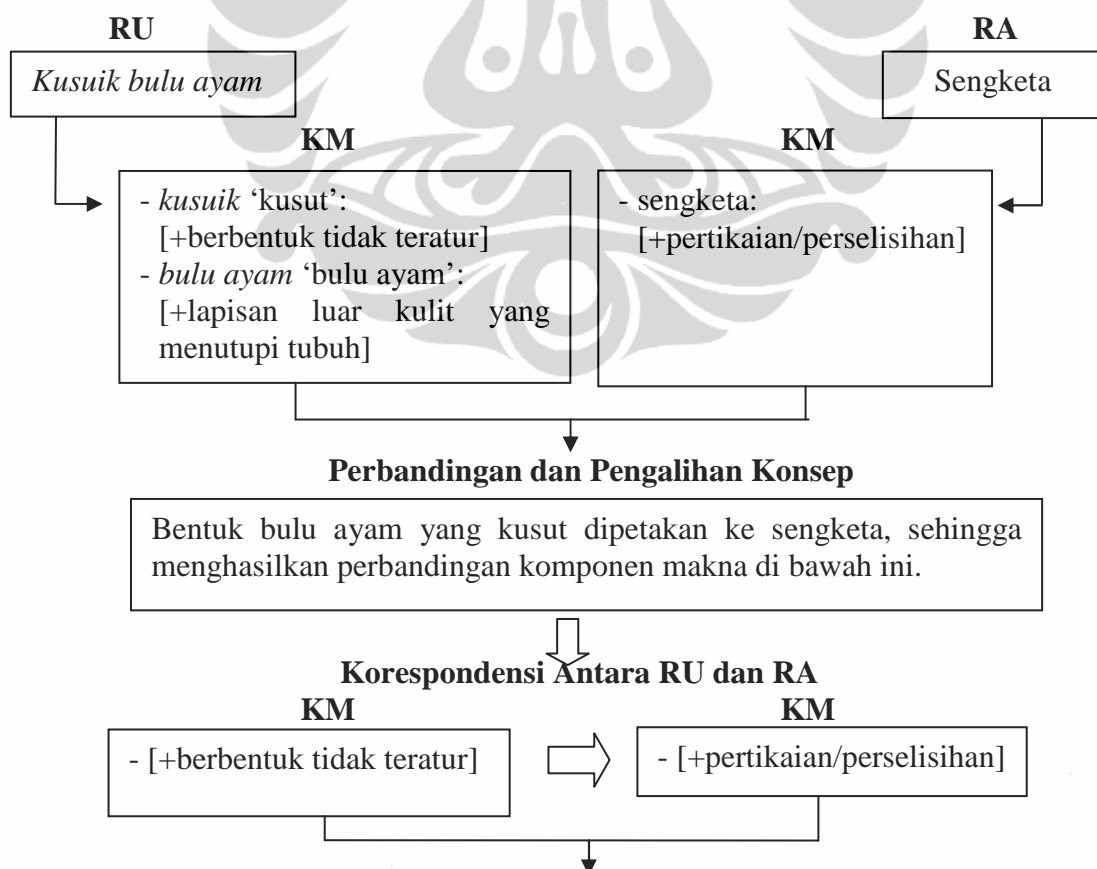 RU
RA
Kusuik bulu ayam
Sengketa
KM
KM
- kusuik ‘kusut’:
[+berbentuk tidak teratur]
- bulu ayam ‘bulu ayam’:
[+lapisan luar kulit yang
menutupi tubuh]
- sengketa:
[+pertikaian/perselisihan]
Perbandingan dan Pengalihan Konsep
Bentuk bulu ayam yang kusut dipetakan ke sengketa, sehingga
menghasilkan perbandingan komponen makna di bawah ini.
Korespondensi Antara RU dan RA
KM
KM
- [+berbentuk tidak teratur]
- [+pertikaian/perselisihan]